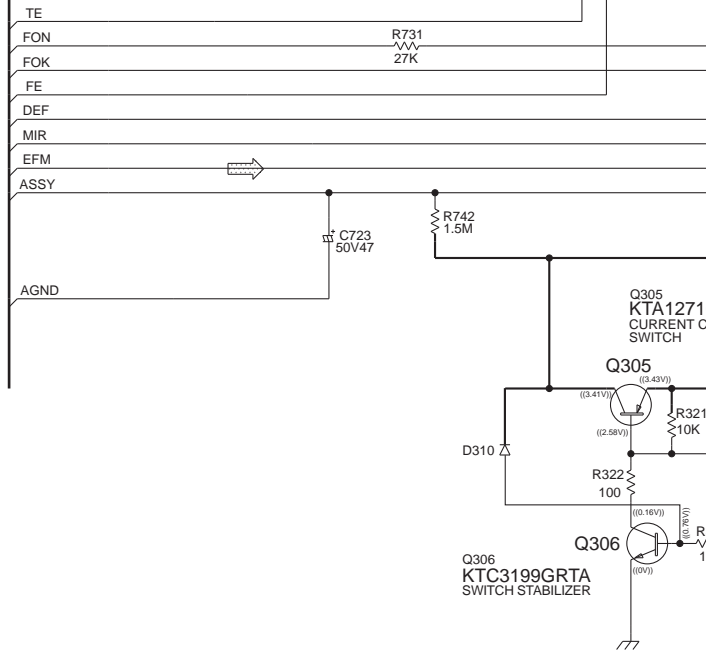 TE
FON
R731
27K
FOK
FE
DEF
MIR
EFM
ASSY
R742
1.5M
+
C723
50V47
AGND
Q305
KTA1271
CURRENT C
SWITCH
Q305
((3.43V))
((3.41V))
R321
10K
((2.58V))
D310
R322
100
((0.16V))
((0.76V))
R
1
Q306
((0V))
Q306
KTC3199GRTA
SWITCH STABILIZER